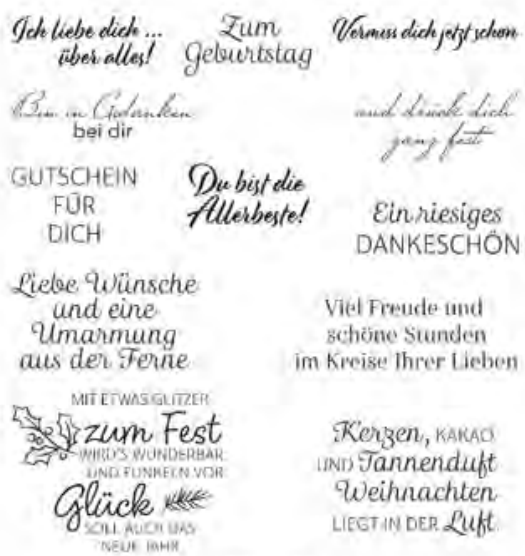 Ich liebe dich ...
über alles!
Zum
Geburtstag
Vermiss dich jetzt schon
Bin in Gedanken
bei dir
und drück dich
ganz fest
GUTSCHEIN
FÜR
DICH
Du bist die
Allerbeste!
Ein riesiges
DANKESCHÖN
Liebe Wünsche
und eine
Umarmung
aus der Ferne
Viel Freude und
schöne Stunden
im Kreise Ihrer Lieben
MIT ETWAS GLITZER
zum Fest
WIRD'S WUNDERBAR
UND FUNKELN VOR
Glück
SOLL AUCH DAS
NEUE JAHR
Kerzen, KAKAO
UND Tannenduft
Weihnachten
LIEGT IN DER Luft